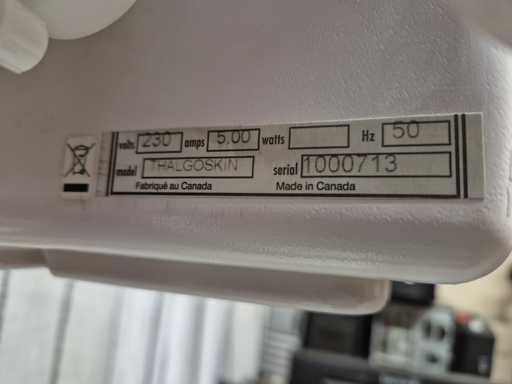 volts 230 amps 5.00 watts Hz 50
model THALGOSKIN serial 1000713
Fabriqué au Canada Made in Canada